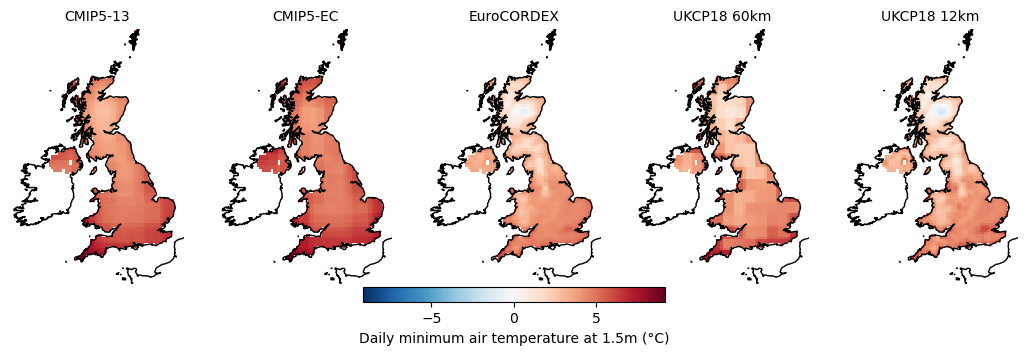 CMIP5-13
CMIP5-EC
EuroCORDEX
UKCP18 60km
UKCP18 12km
−5
0
5
Daily minimum air temperature at 1.5m (°C)